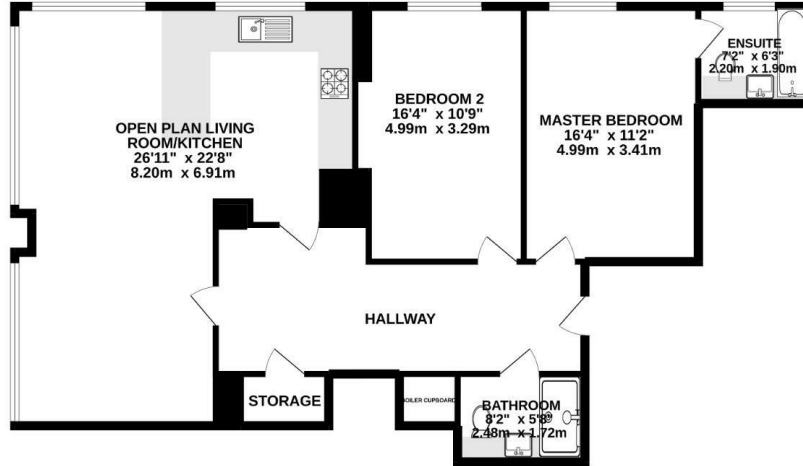 OPEN PLAN LIVING
ROOM/KITCHEN
26'11" x 22'8"
8.20m x 6.91m
BEDROOM 2
16'4" x 10'9"
4.99m x 3.29m
MASTER BEDROOM
16'4" x 11'2"
4.99m x 3.41m
ENSUITE
7'2" x 6'3"
2.20m x 1.90m
HALLWAY
STORAGE
BOILER CUPBOARD
BATHROOM
8'2" x 5'8"
2.48m x 1.72m